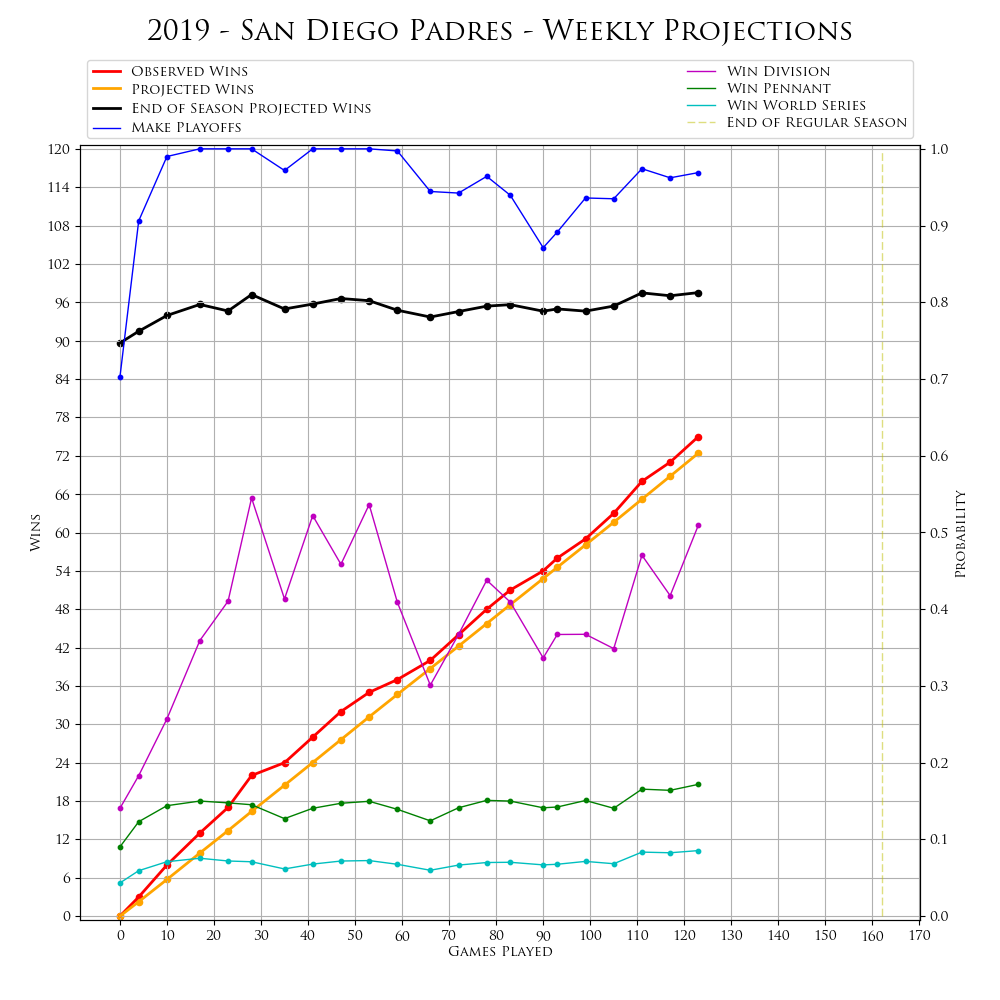 2019 - San Diego Padres - Weekly Projections
Observed Wins
Projected Wins
End of Season Projected Wins
Make Playoffs
Win Division
Win Pennant
Win World Series
End of Regular Season
120
114
108
102
96
90
84
78
72
66
60
54
48
42
36
30
24
18
12
6
0
Wins
1.0
0.9
0.8
0.7
0.6
0.5
0.4
0.3
0.2
0.1
0.0
Probability
0 10 20 30 40 50 60 70 80 90 100 110 120 130 140 150 160 170
Games Played